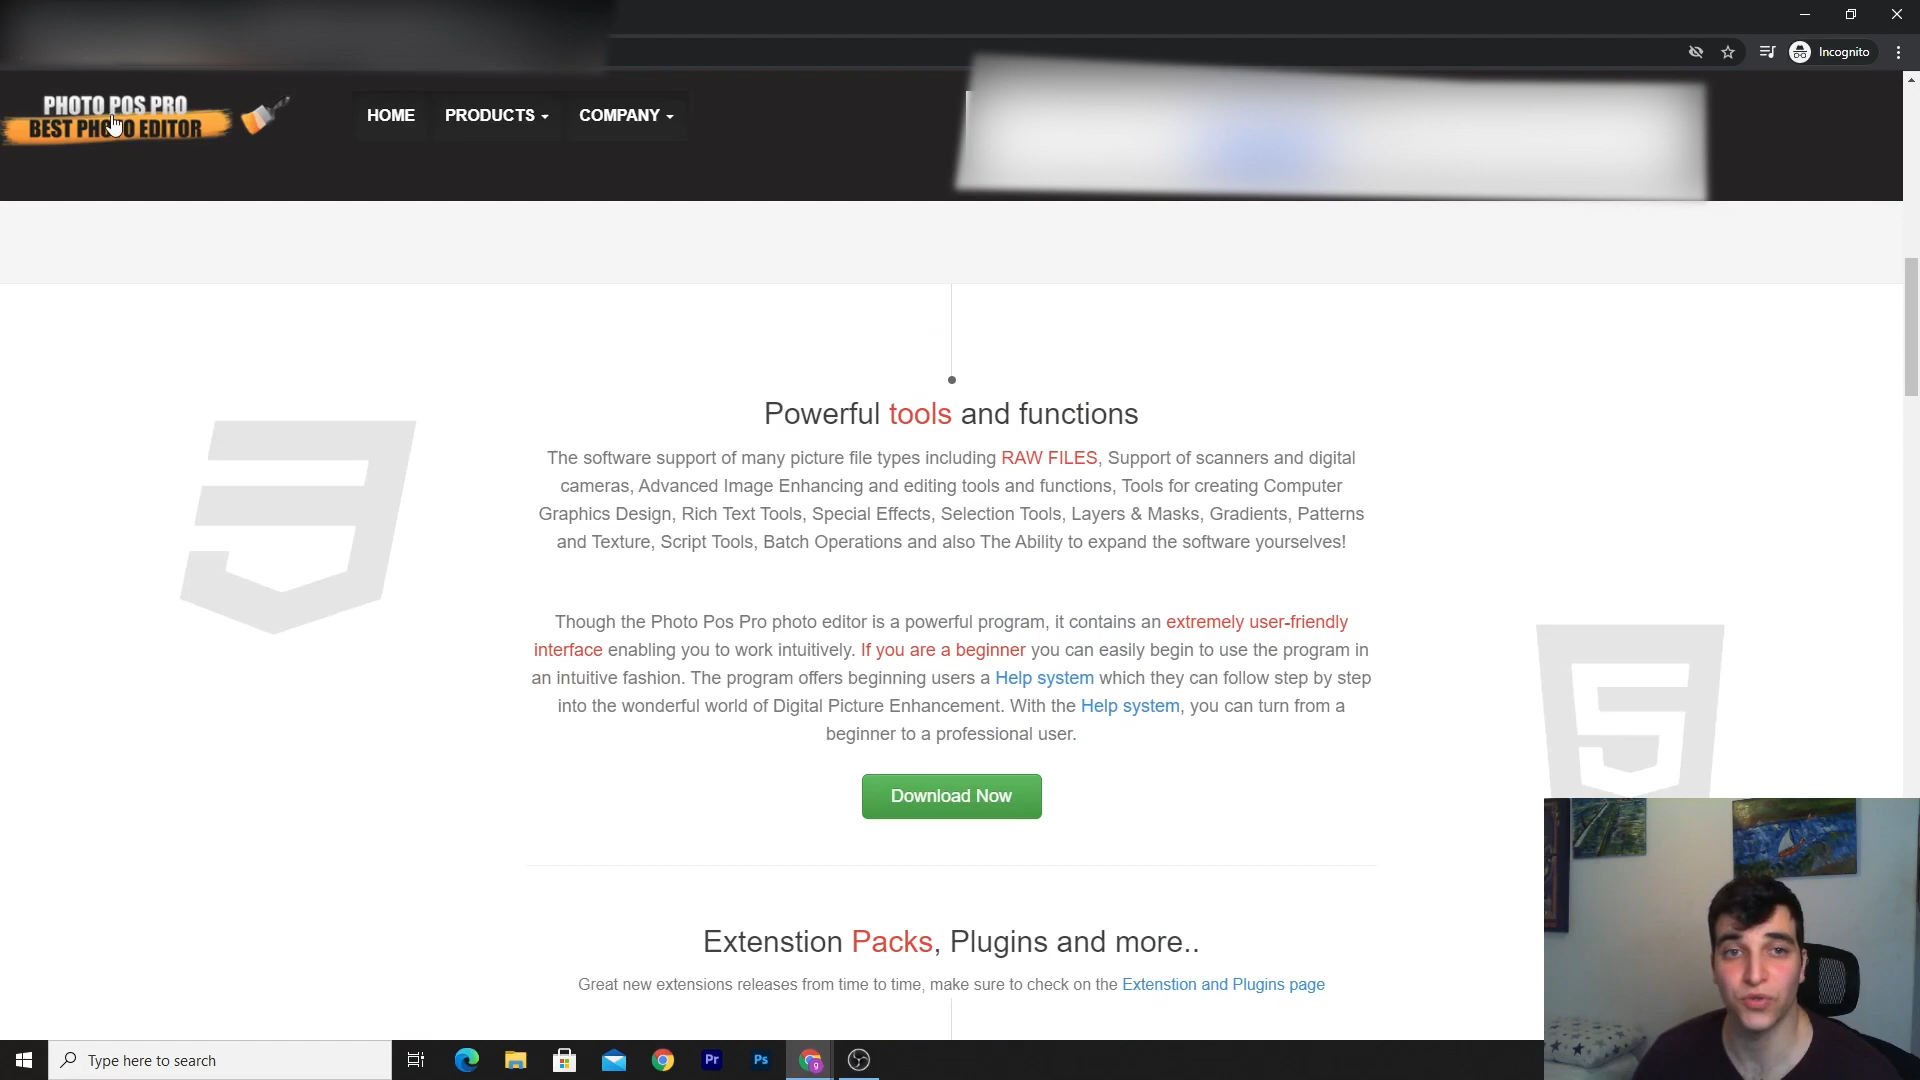 Incognito
PHOTO POS PRO
BEST PHOTO EDITOR
HOME
PRODUCTS
COMPANY
Powerful tools and functions
The software support of many picture file types including RAW FILES, Support of scanners and digital
cameras, Advanced Image Enhancing and editing tools and functions, Tools for creating Computer
Graphics Design, Rich Text Tools, Special Effects, Selection Tools, Layers & Masks, Gradients, Patterns
and Texture, Script Tools, Batch Operations and also The Ability to expand the software yourselves!
Though the Photo Pos Pro photo editor is a powerful program, it contains an extremely user-friendly
interface enabling you to work intuitively. If you are a beginner you can easily begin to use the program in
an intuitive fashion. The program offers beginning users a Help system which they can follow step by step
into the wonderful world of Digital Picture Enhancement. With the Help system, you can turn from a
beginner to a professional user.
Download Now
Extenstion Packs, Plugins and more..
Great new extensions releases from time to time, make sure to check on the Extenstion and Plugins page
Type here to search
Pr
Ps
g